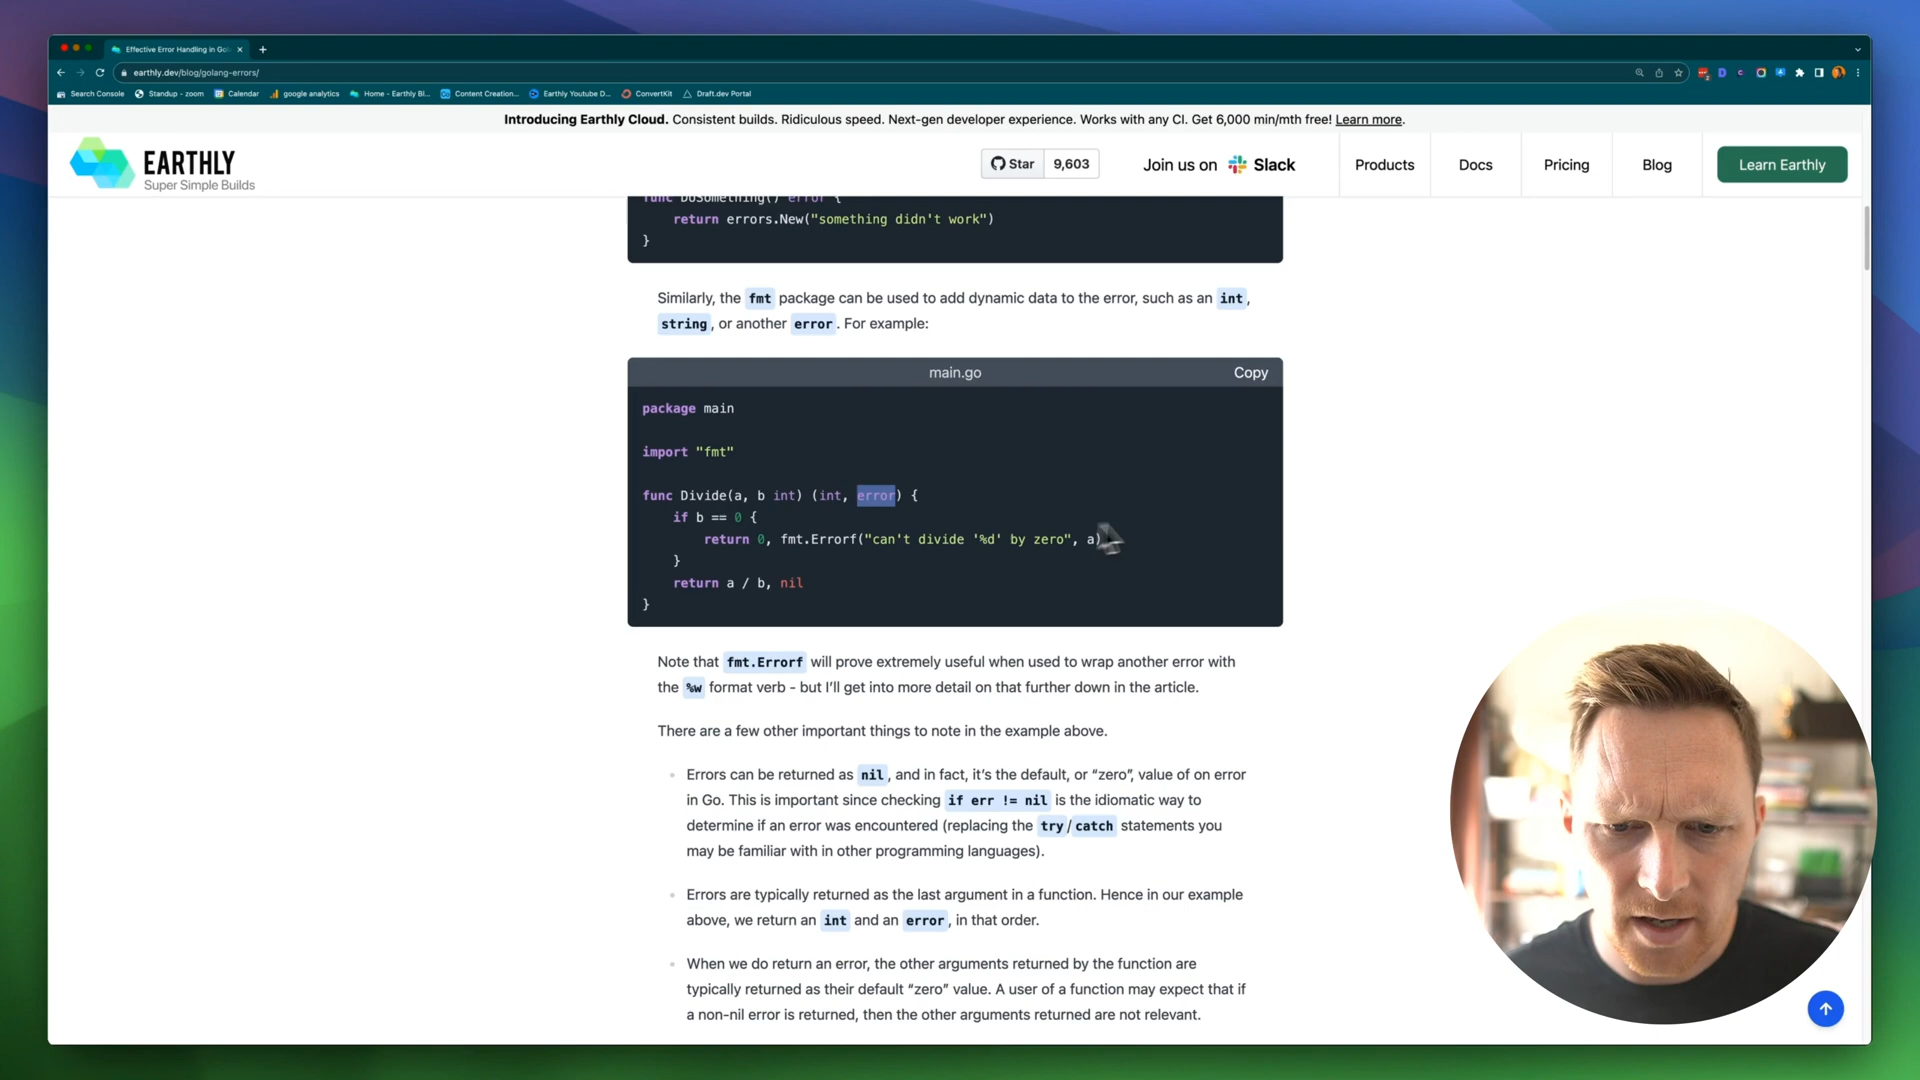 Effective Error Handling in Gol
earthly.dev/blog/golang-errors/
Search Console
Standup - zoom
Calendar
google analytics
Home - Earthly Bl...
Content Creation...
Earthly Youtube D...
ConvertKit
Draft.dev Portal
Introducing Earthly Cloud. Consistent builds. Ridiculous speed. Next-gen developer experience. Works with any CI. Get 6,000 min/mth free! Learn more.
EARTHLY
Super Simple Builds
Star 9,603
Join us on Slack
Products
Docs
Pricing
Blog
Learn Earthly
func DoSomething() error {
return errors.New("something didn't work")
}
Similarly, the fmt package can be used to add dynamic data to the error, such as an int,
string, or another error. For example:
main.go
Copy
package main
import "fmt"
func Divide(a, b int) (int, error) {
if b == 0 {
return 0, fmt.Errorf("can't divide '%d' by zero", a)
}
return a / b, nil
}
Note that fmt.Errorf will prove extremely useful when used to wrap another error with
the %w format verb - but I'll get into more detail on that further down in the article.
There are a few other important things to note in the example above.
Errors can be returned as nil, and in fact, it's the default, or “zero”, value of on error
in Go. This is important since checking if err != nil is the idiomatic way to
determine if an error was encountered (replacing the try/catch statements you
may be familiar with in other programming languages).
Errors are typically returned as the last argument in a function. Hence in our example
above, we return an int and an error, in that order.
When we do return an error, the other arguments returned by the function are
typically returned as their default “zero” value. A user of a function may expect that if
a non-nil error is returned, then the other arguments returned are not relevant.